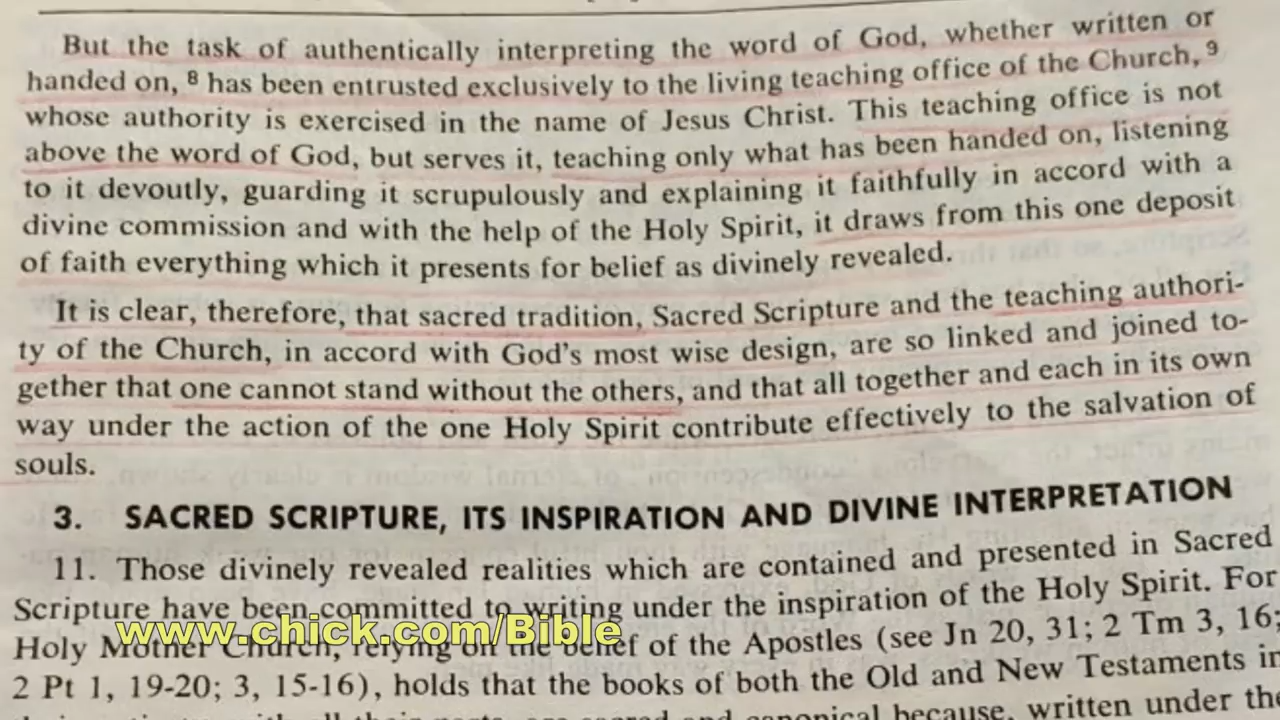 But the task of authentically interpreting the word of God, whether written or
handed on, 8 has been entrusted exclusively to the living teaching office of the Church, 9
whose authority is exercised in the name of Jesus Christ. This teaching office is not
above the word of God, but serves it, teaching only what has been handed on, listening
to it devoutly, guarding it scrupulously and explaining it faithfully in accord with a
divine commission and with the help of the Holy Spirit, it draws from this one deposit
of faith everything which it presents for belief as divinely revealed.
It is clear, therefore, that sacred tradition, Sacred Scripture and the teaching authori-
ty of the Church, in accord with God's most wise design, are so linked and joined to-
gether that one cannot stand without the others, and that all together and each in its own
way under the action of the one Holy Spirit contribute effectively to the salvation of
souls.
3. SACRED SCRIPTURE, ITS INSPIRATION AND DIVINE INTERPRETATION
11. Those divinely revealed realities which are contained and presented in Sacred
Scripture have been committed to writing under the inspiration of the Holy Spirit. For
www.chick.com/Bible
Holy Mother Church, relying on the belief of the Apostles (see Jn 20, 31; 2 Tm 3, 16;
2 Pt 1, 19-20; 3, 15-16), holds that the books of both the Old and New Testaments in
sacred and canonical because, written under the